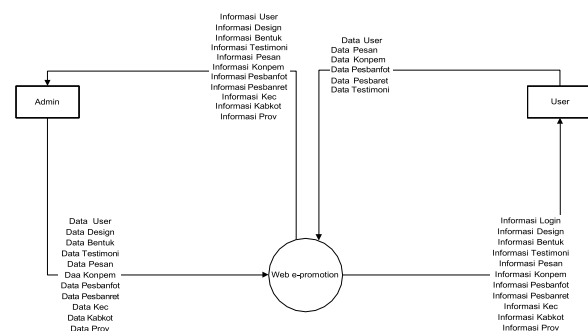 Informasi User
Informasi Design
Informasi Bentuk
Informasi Testimoni
Informasi Pesan
Informasi Konpem
Informasi Pesbanfot
Informasi Pesbanret
Informasi Kec
Informasi Kabkot
Informasi Prov
Data User
Data Pesan
Data Konpem
Data Pesbanfot
Data Pesbaret
Data Testimoni
Admin
User
Data User
Data Design
Data Bentuk
Data Testimoni
Data Pesan
Daa Konpem
Data Pesbanfot
Data Pesbanret
Data Kec
Data Kabkot
Data Prov
Web e-promotion
Informasi Login
Informasi Design
Informasi Bentuk
Informasi Testimoni
Informasi Pesan
Informasi Konpem
Informasi Pesbanfot
Informasi Pesbanret
Informasi Kec
Informasi Kabkot
Informasi Prov